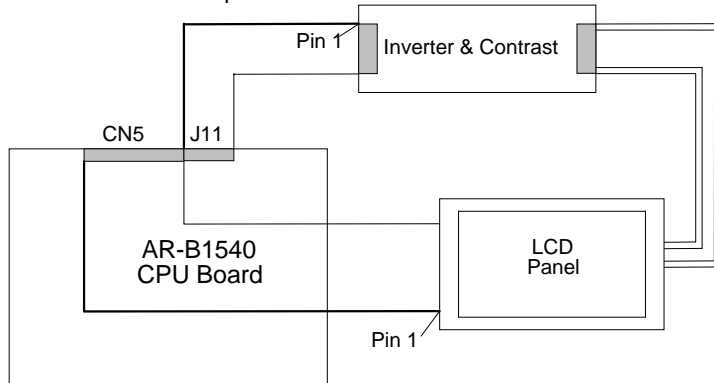 Pin 1
Inverter & Contrast
CN5
J11
AR-B1540
CPU Board
LCD
Panel
Pin 1